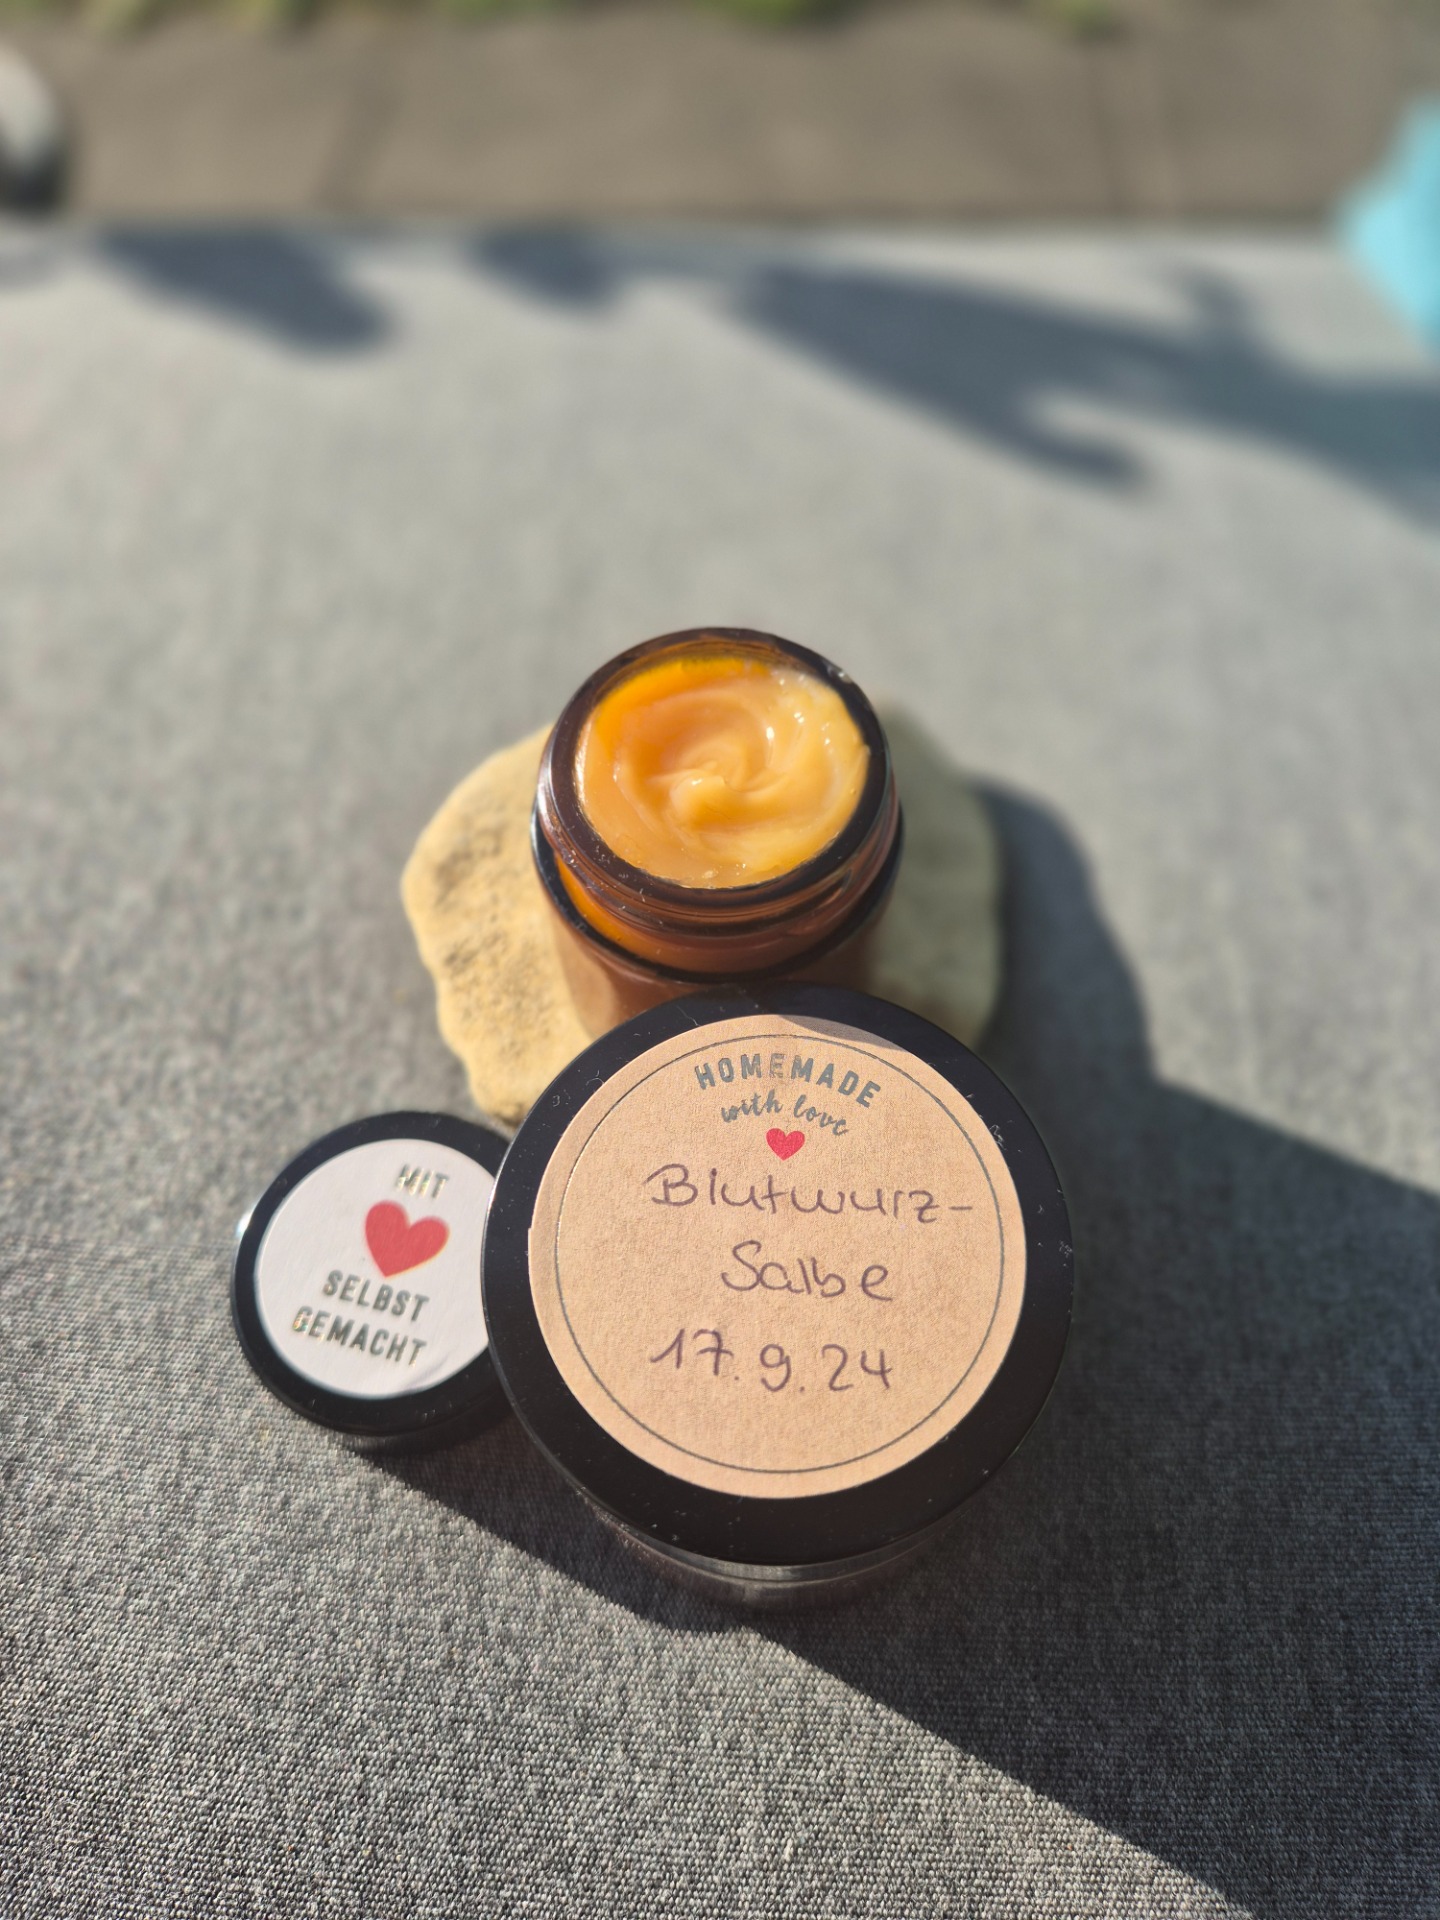 HOMEMADE
with love
Blutwurz-
Salbe
17.9.24
MIT
SELBST
GEMACHT